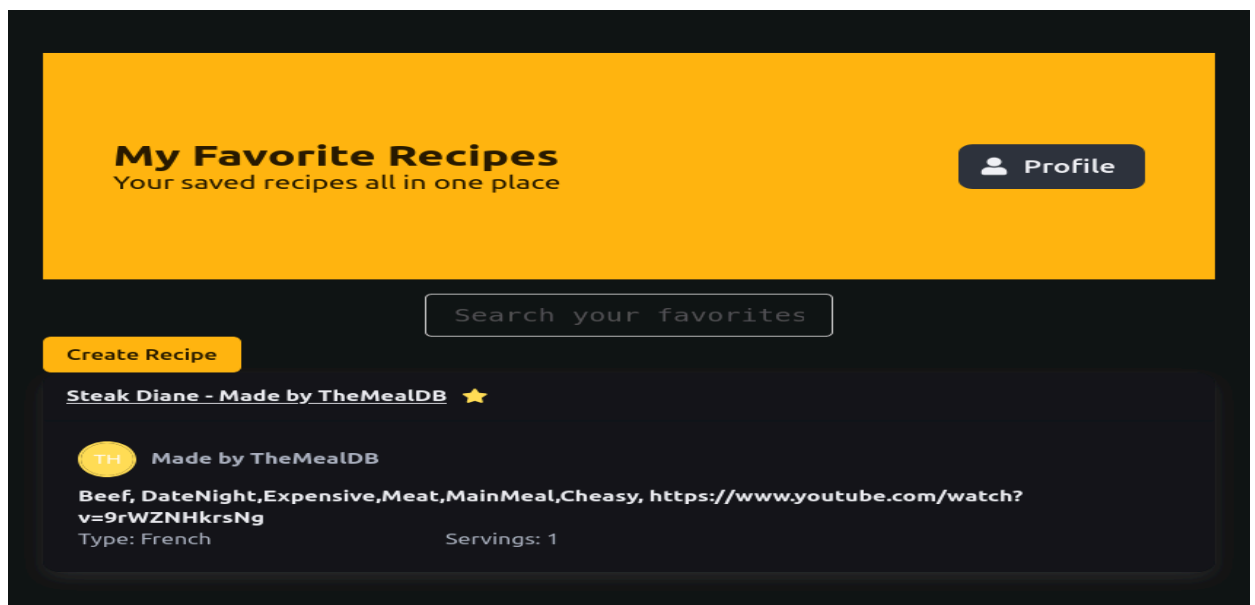 My Favorite Recipes
Your saved recipes all in one place
Profile
Search your favorites
Create Recipe
Steak Diane - Made by TheMealDB
TH
Made by TheMealDB
Beef, DateNight,Expensive,Meat,MainMeal,Cheasy, https://www.youtube.com/watch?
v=9rWZNHkrsNg
Type: French
Servings: 1